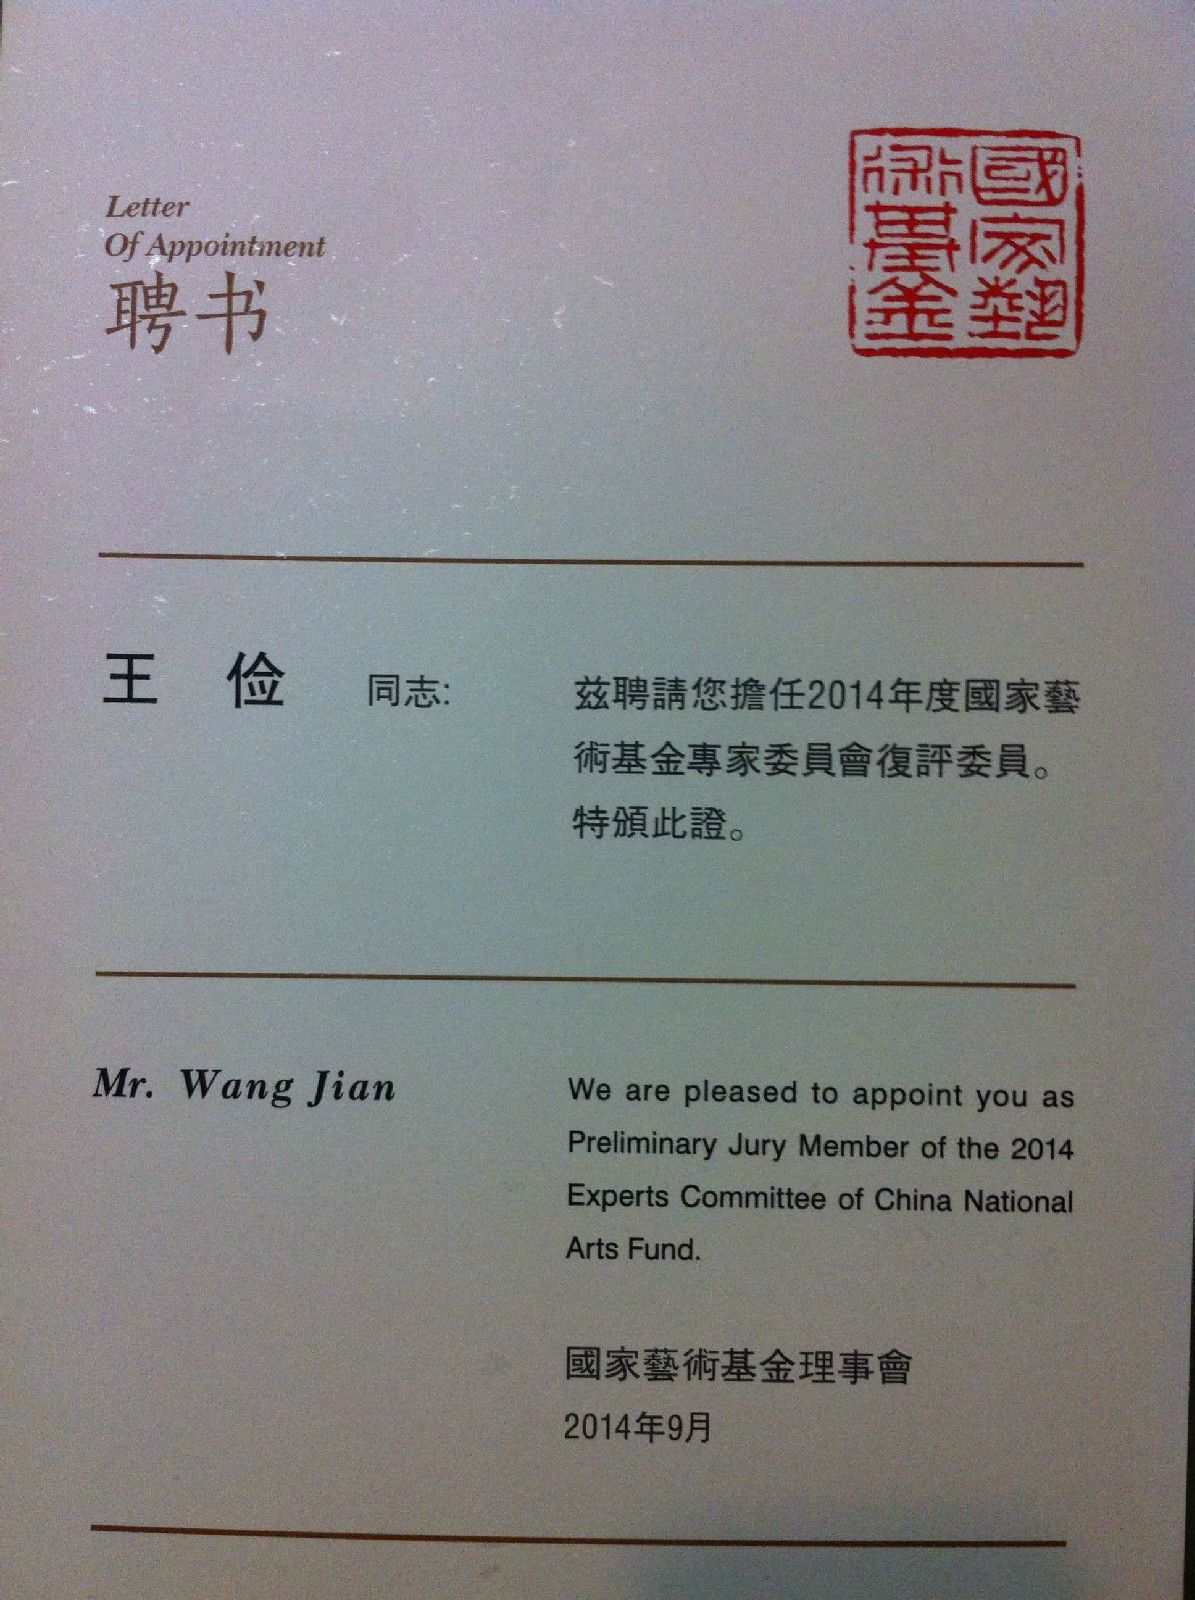 Letter
Of Appointment
聘书
國家藝
術基金
王 俭 同志:
兹聘請您擔任2014年度國家藝
術基金專家委員會復評委員。
特頒此證。
Mr. Wang Jian
We are pleased to appoint you as
Preliminary Jury Member of the 2014
Experts Committee of China National
Arts Fund.
國家藝術基金理事會
2014年9月